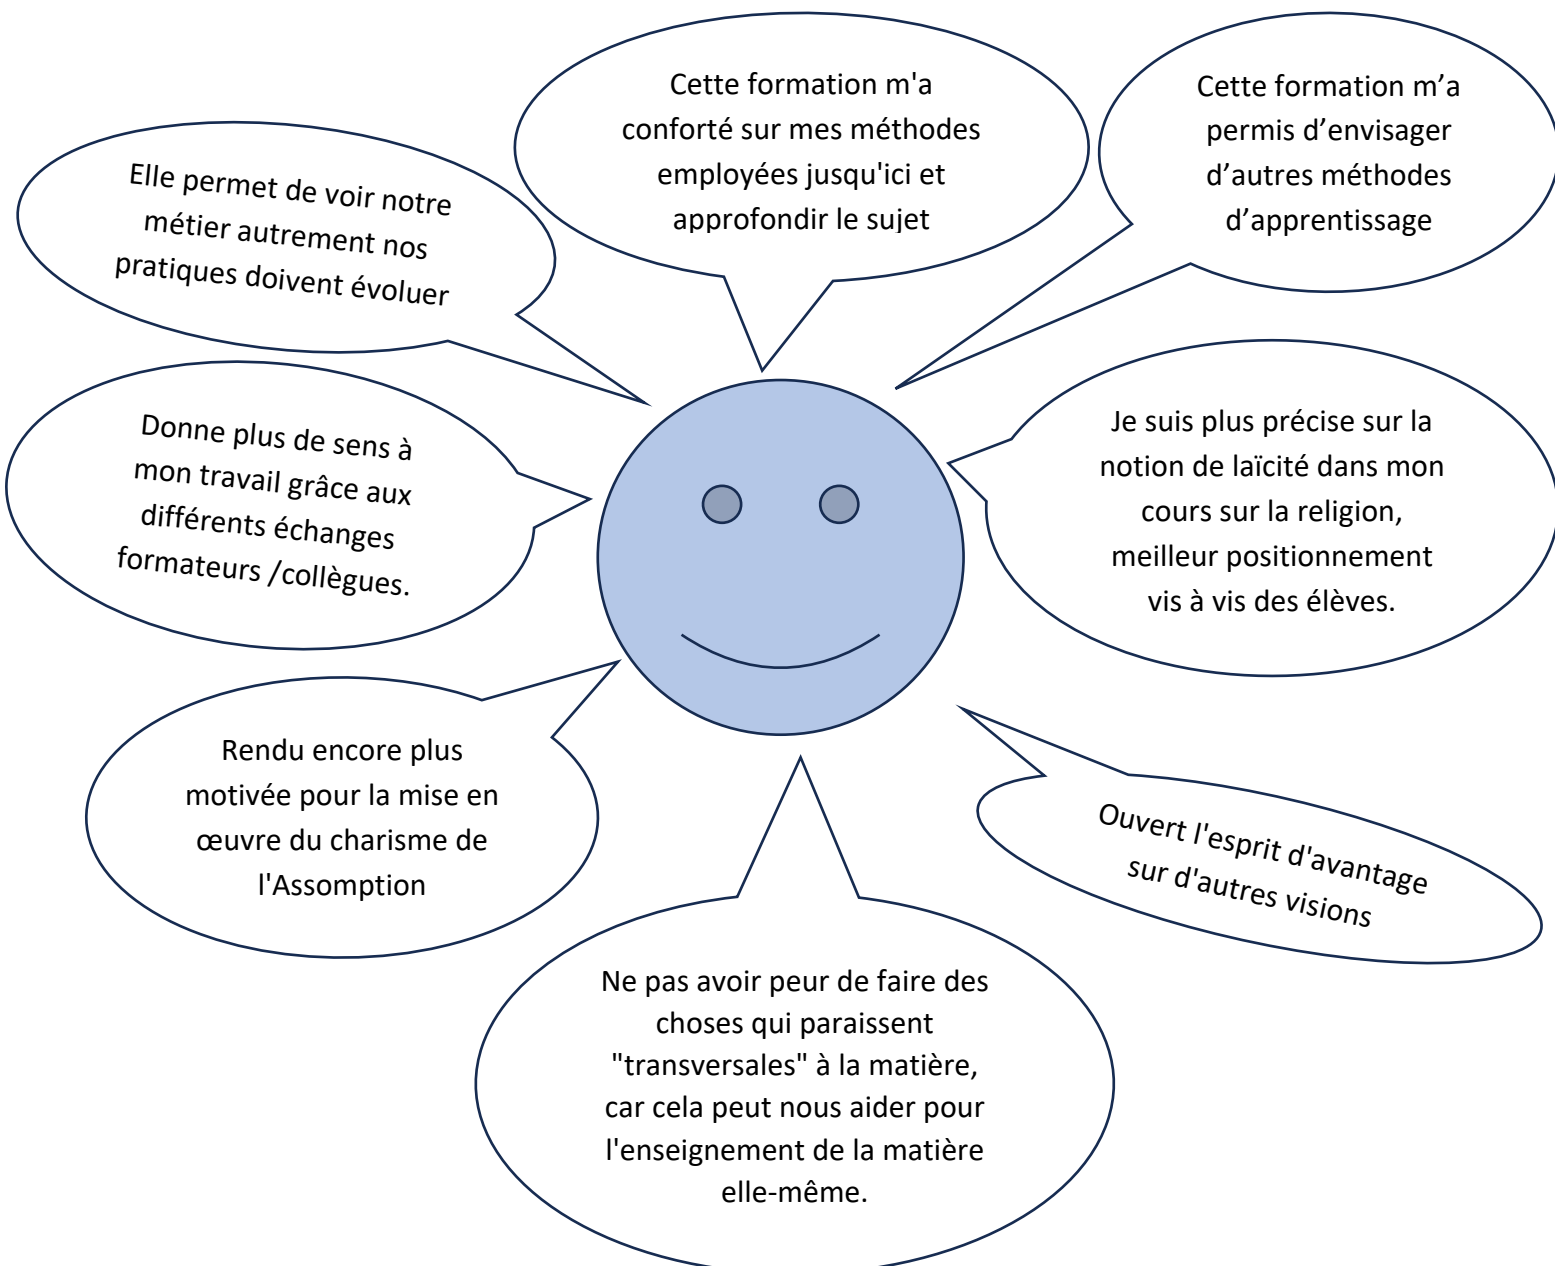 Cette formation m'a
conforté sur mes méthodes
employées jusqu'ici et
approfondir le sujet
Cette formation m’a
permis d’envisager
d’autres méthodes
d’apprentissage
Elle permet de voir notre
métier autrement nos
pratiques doivent évoluer
Donne plus de sens à
mon travail grâce aux
différents échanges
formateurs /collègues.
Je suis plus précise sur la
notion de laïcité dans mon
cours sur la religion,
meilleur positionnement
vis à vis des élèves.
Rendu encore plus
motivée pour la mise en
œuvre du charisme de
l'Assomption
Ouvert l'esprit d'avantage
sur d'autres visions
Ne pas avoir peur de faire des
choses qui paraissent
"transversales" à la matière,
car cela peut nous aider pour
l'enseignement de la matière
elle-même.